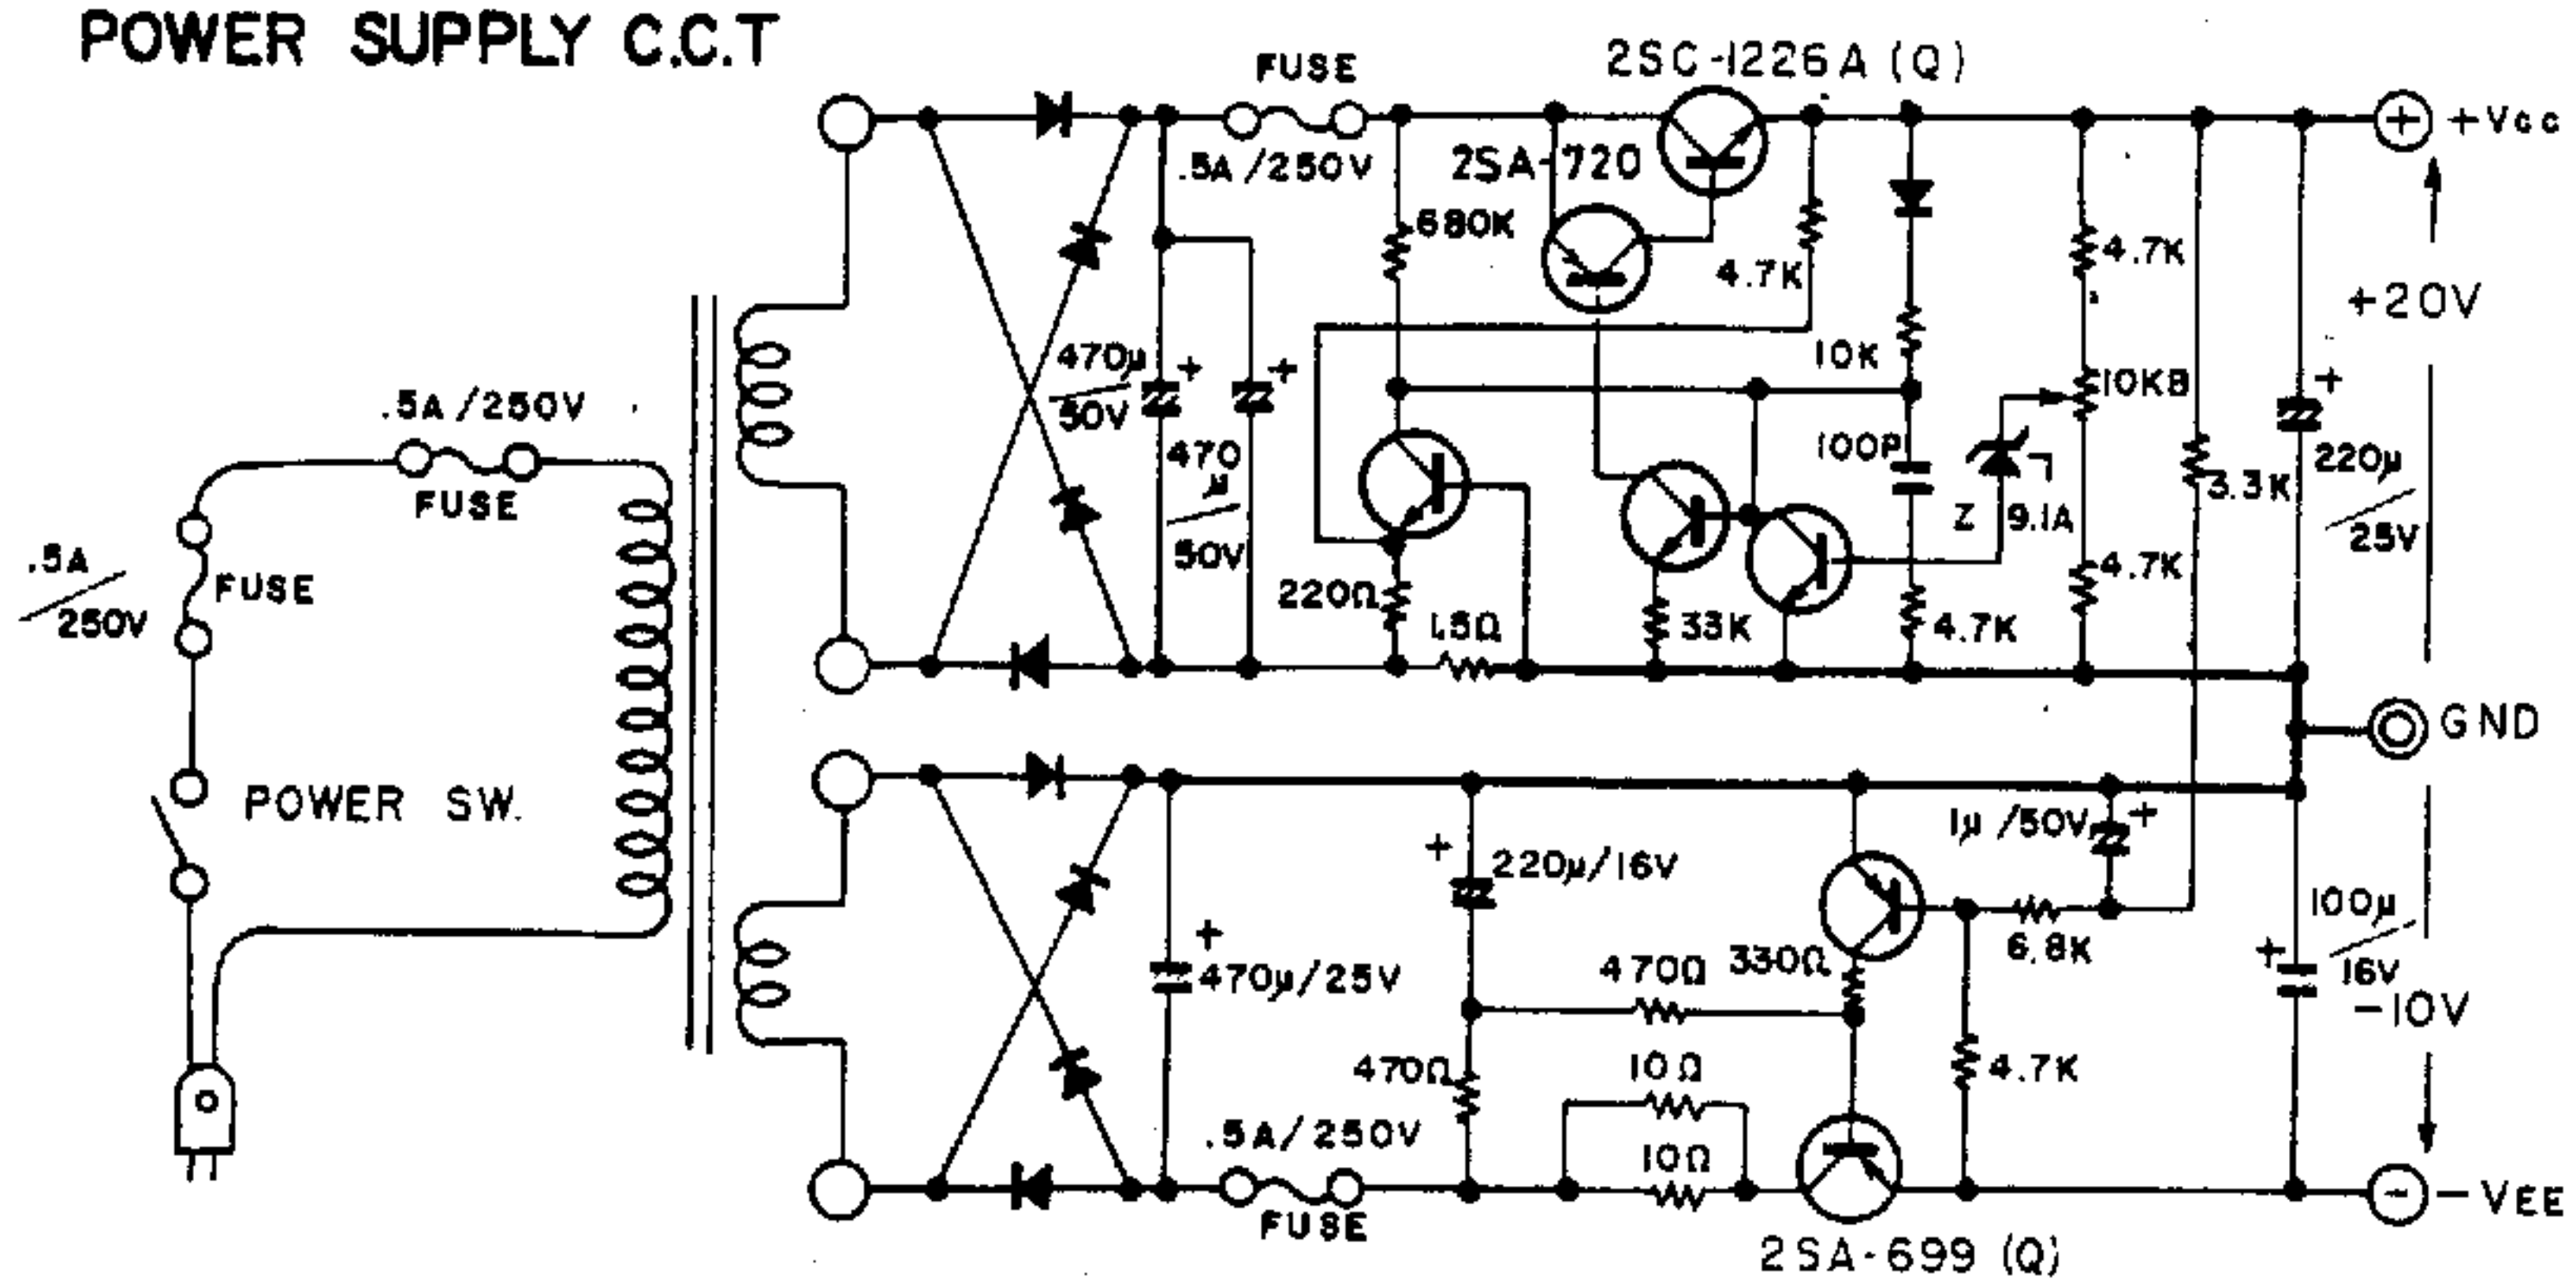 POWER SUPPLY C.C.T
FUSE
.5A/250V
2SC-1226A (Q)
2SA-720
+Vcc
680K
4.7K
4.7K
+20V
10K
10KB
470µ/50V
470µ/50V
100P
Z 9.1A
3.3K
220µ/25V
.5A/250V
FUSE
.5A/250V
FUSE
220Ω
1.5Ω
33K
4.7K
4.7K
GND
POWER SW.
1µ/50V
+
220µ/16V
+
+
470µ/25V
470Ω
330Ω
6.8K
100µ/16V
-10V
470Ω
10Ω
4.7K
.5A/250V
10Ω
FUSE
-VEE
2SA-699 (Q)